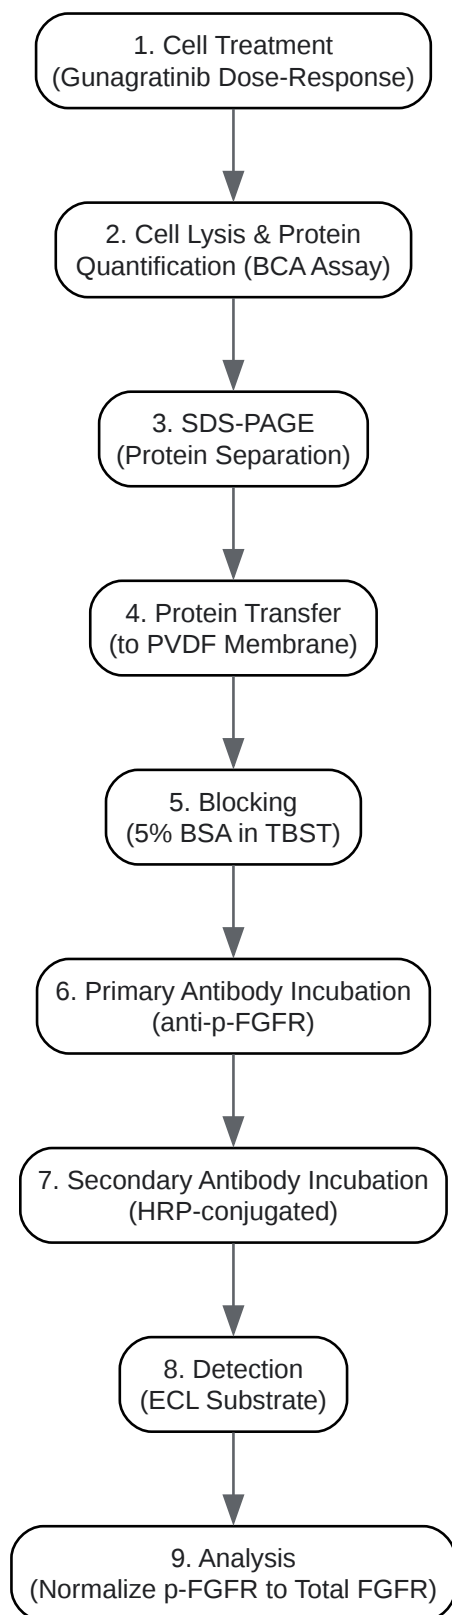 1. Cell Treatment
(Gunagratinib Dose-Response)
2. Cell Lysis & Protein
Quantification (BCA Assay)
3. SDS-PAGE
(Protein Separation)
4. Protein Transfer
(to PVDF Membrane)
5. Blocking
(5% BSA in TBST)
6. Primary Antibody Incubation
(anti-p-FGFR)
7. Secondary Antibody Incubation
(HRP-conjugated)
8. Detection
(ECL Substrate)
9. Analysis
(Normalize p-FGFR to Total FGFR)